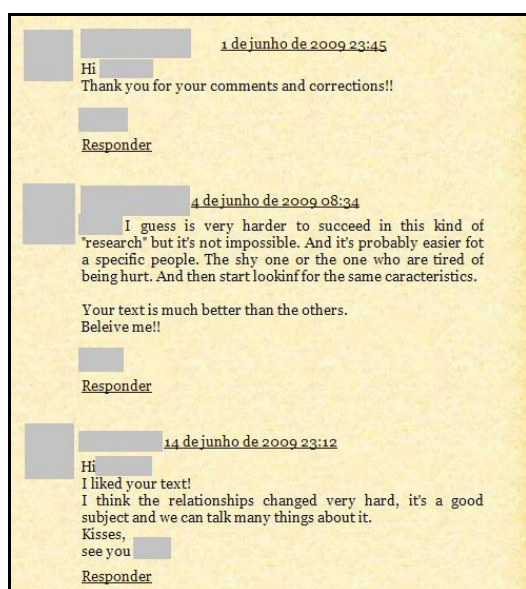 1 de junho de 2009 23:45
Hi
Thank you for your comments and corrections!!
Responder
4 de junho de 2009 08:34
I guess is very harder to succeed in this kind of
"research" but it's not impossible. And it's probably easier fot
a specific people. The shy one or the one who are tired of
being hurt. And then start lookinf for the same caracteristics.
Your text is much better than the others.
Beleive me!!
Responder
14 de junho de 2009 23:12
Hi
I liked your text!
I think the relationships changed very hard, it's a good
subject and we can talk many things about it.
Kisses,
see you
Responder